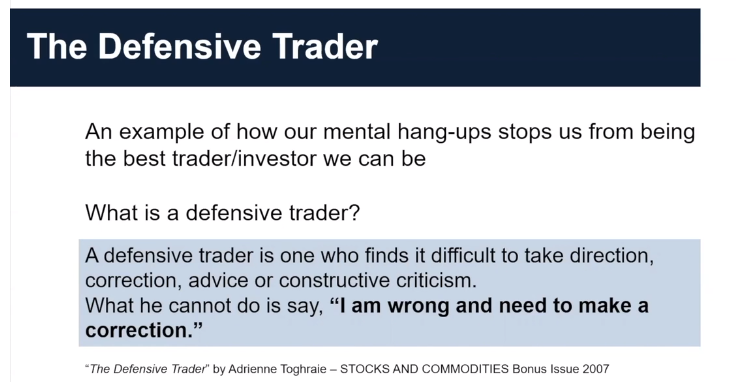 The Defensive Trader
An example of how our mental hang-ups stops us from being
the best trader/investor we can be
What is a defensive trader?
A defensive trader is one who finds it difficult to take direction,
correction, advice or constructive criticism.
What he cannot do is say, “I am wrong and need to make a
correction.”
“The Defensive Trader” by Adrienne Toghraie – STOCKS AND COMMODITIES Bonus Issue 2007